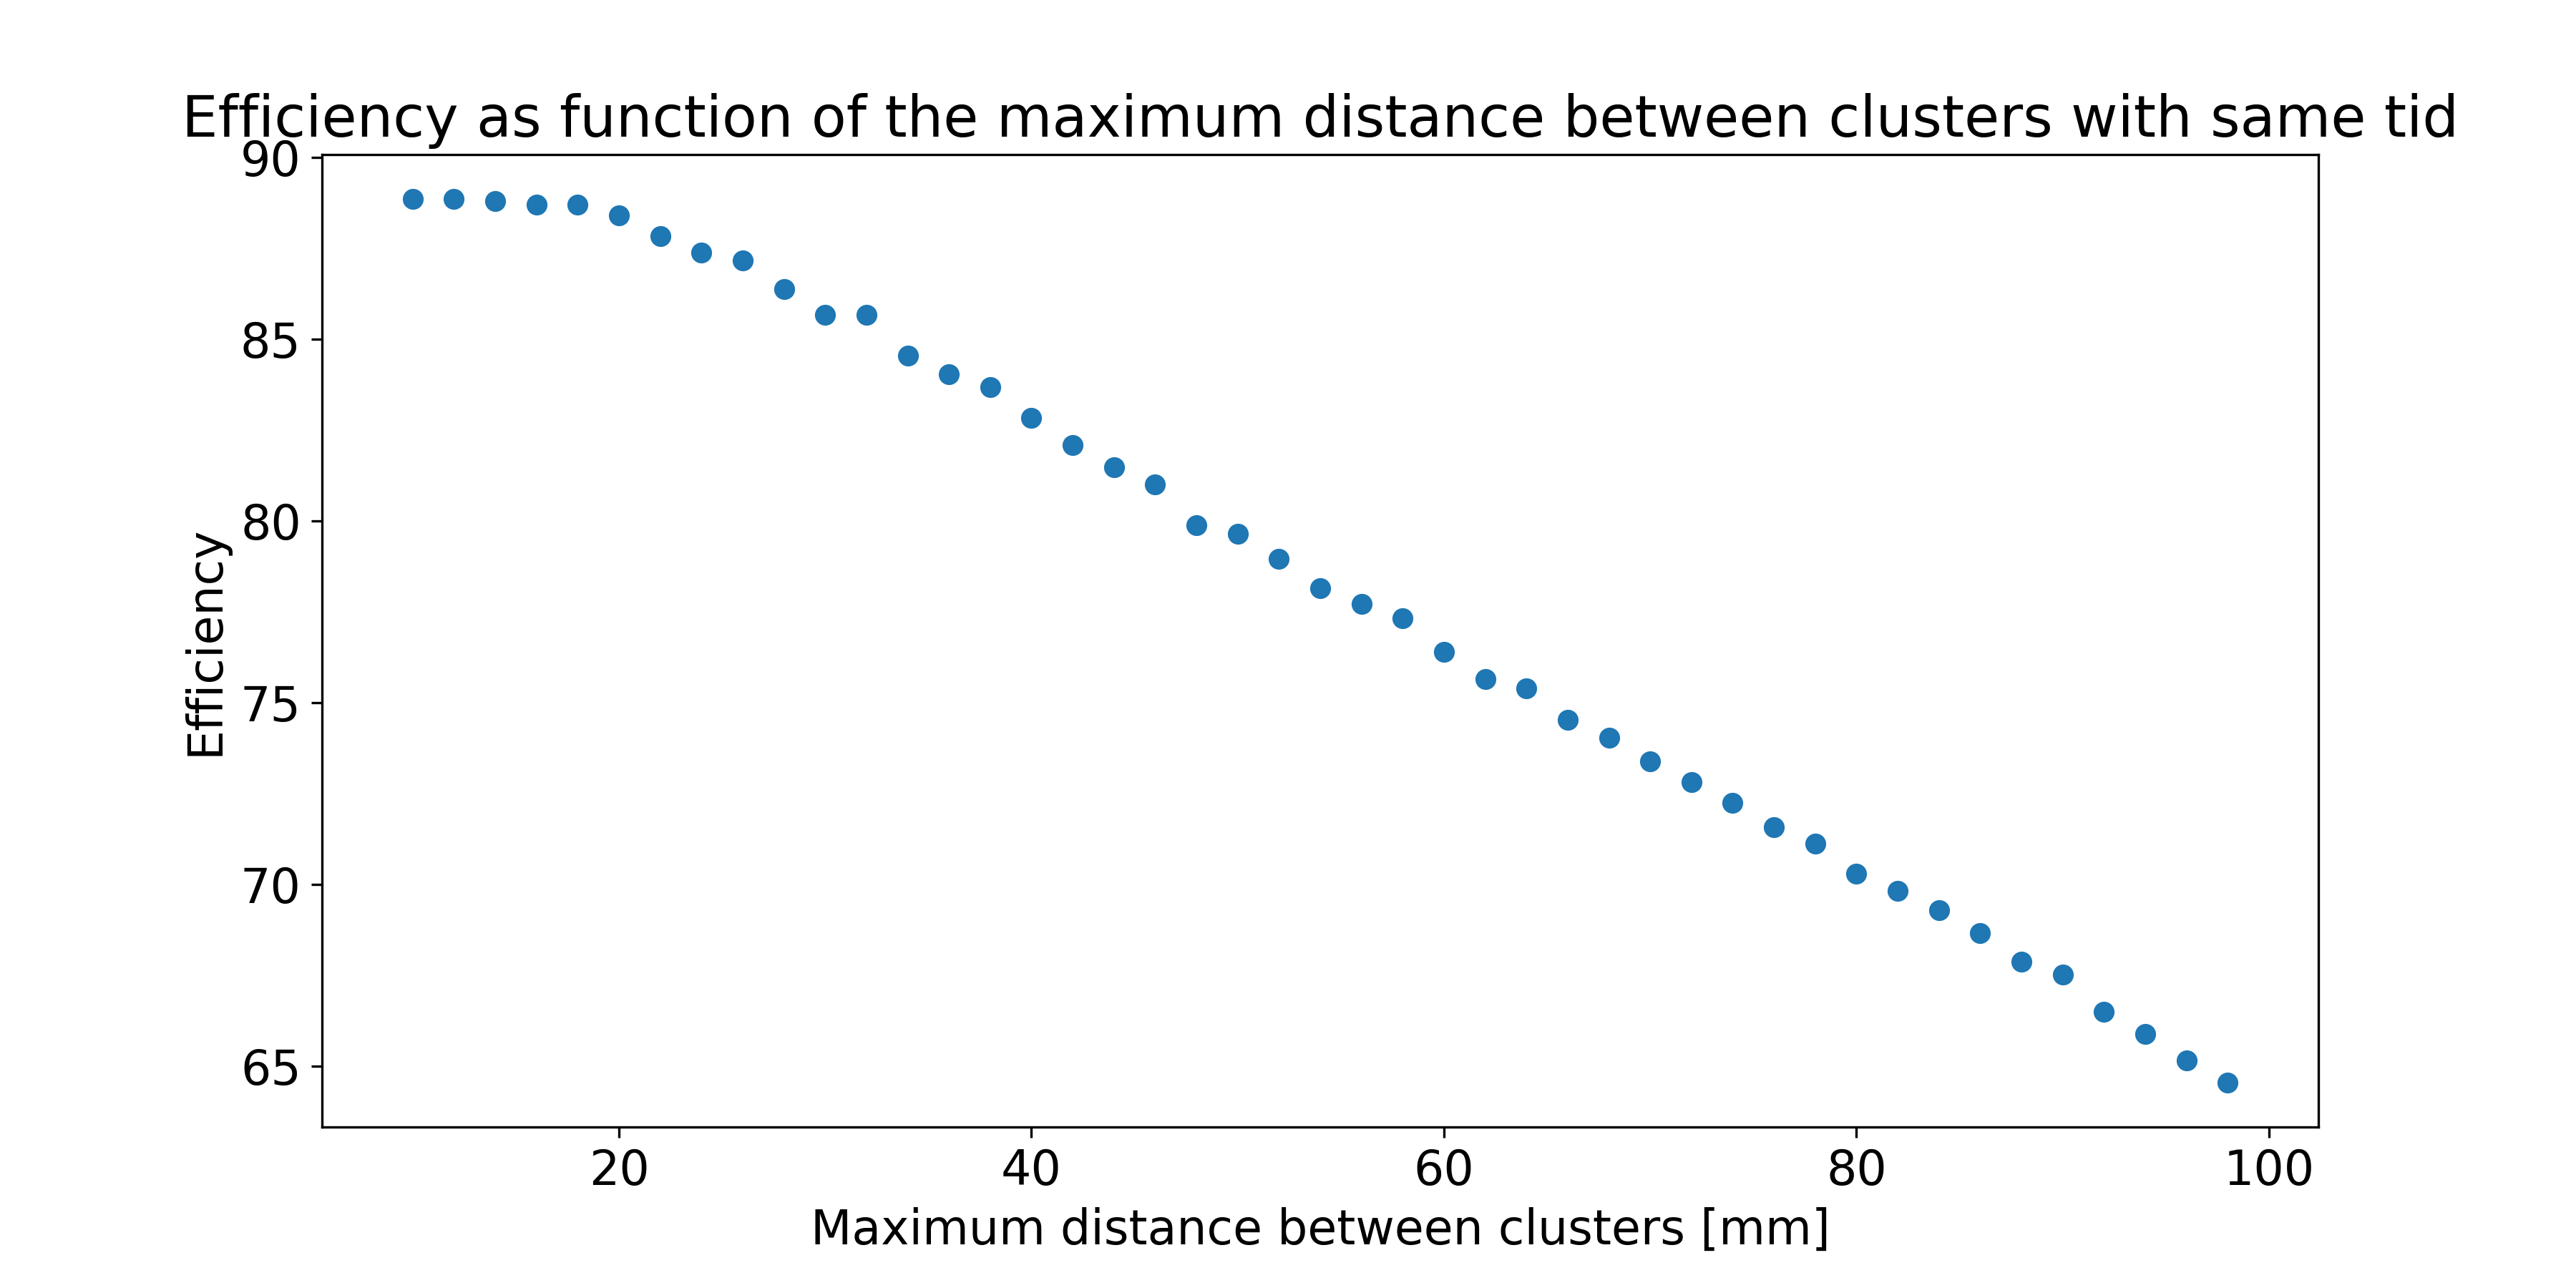 Efficiency as function of the maximum distance between clusters with same tid
90
85
80
75
70
65
Efficiency
20 40 60 80 100
Maximum distance between clusters [mm]